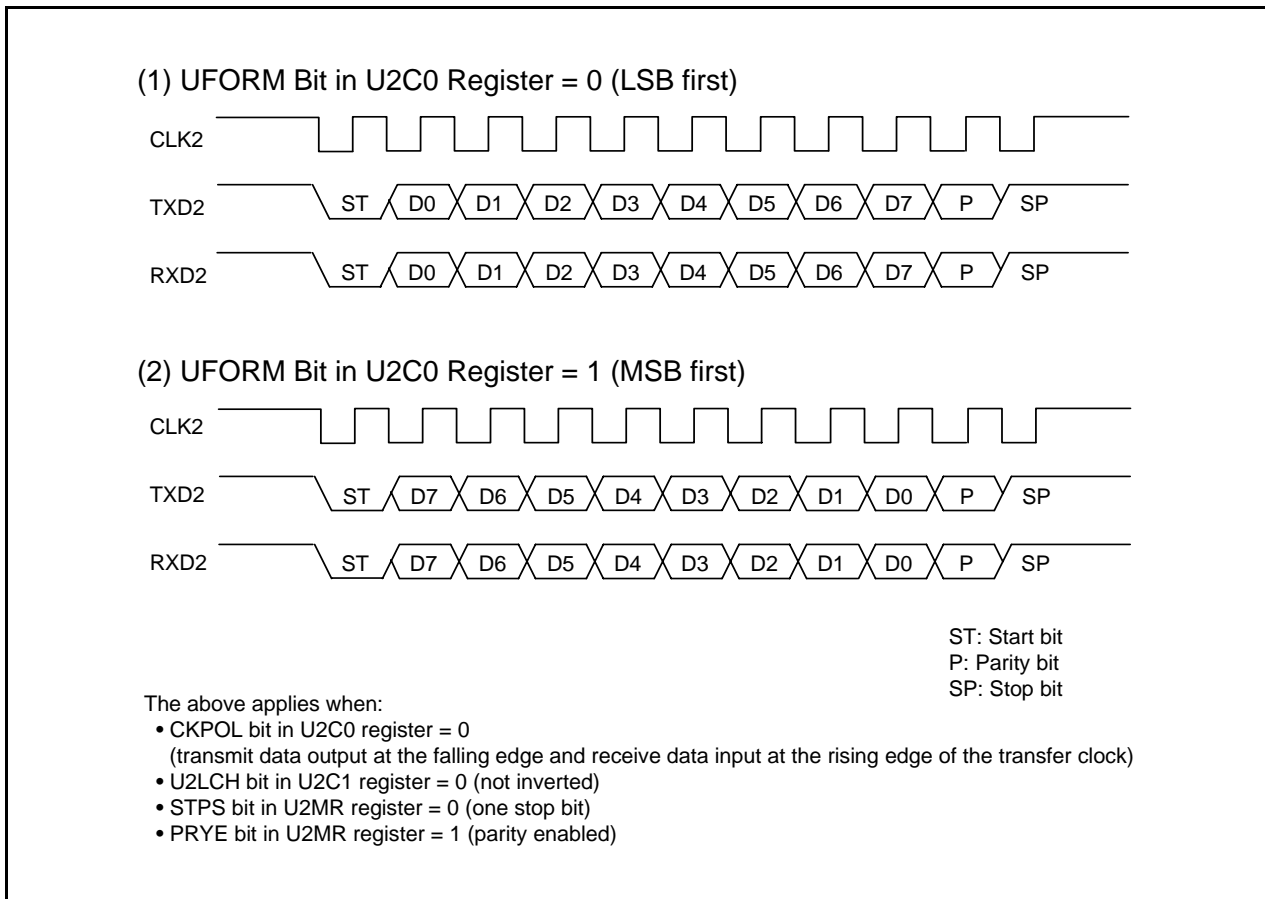 (1) UFORM Bit in U2C0 Register = 0 (LSB first)
CLK2
TXD2 ST D0 D1 D2 D3 D4 D5 D6 D7 P SP
RXD2 ST D0 D1 D2 D3 D4 D5 D6 D7 P SP
(2) UFORM Bit in U2C0 Register = 1 (MSB first)
CLK2
TXD2 ST D7 D6 D5 D4 D3 D2 D1 D0 P SP
RXD2 ST D7 D6 D5 D4 D3 D2 D1 D0 P SP
ST: Start bit
P: Parity bit
SP: Stop bit
The above applies when:
• CKPOL bit in U2C0 register = 0
(transmit data output at the falling edge and receive data input at the rising edge of the transfer clock)
• U2LCH bit in U2C1 register = 0 (not inverted)
• STPS bit in U2MR register = 0 (one stop bit)
• PRYE bit in U2MR register = 1 (parity enabled)